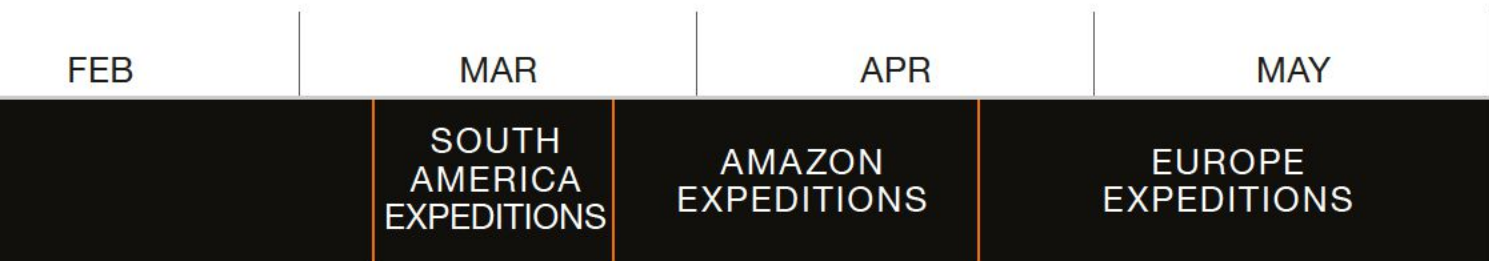 FEB MAR APR MAY
SOUTH
AMERICA
EXPEDITIONS
AMAZON
EXPEDITIONS
EUROPE
EXPEDITIONS